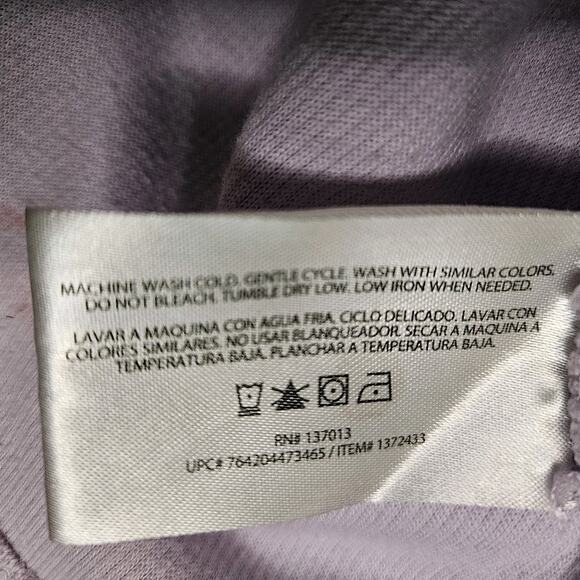 MACHINE WASH COLD. GENTLE CYCLE. WASH WITH SIMILAR COLORS.
DO NOT BLEACH. TUMBLE DRY LOW. LOW IRON WHEN NEEDED.
LAVAR A MAQUINA CON AGUA FRIA. CICLO DELICADO. LAVAR CON
COLORES SIMILARES. NO USAR BLANQUEADOR. SECAR A MAQUINA A
TEMPERATURA BAJA. PLANCHAR A TEMPERATURA BAJA.
RN# 137013
UPC# 764204473465 / ITEM# 1372433